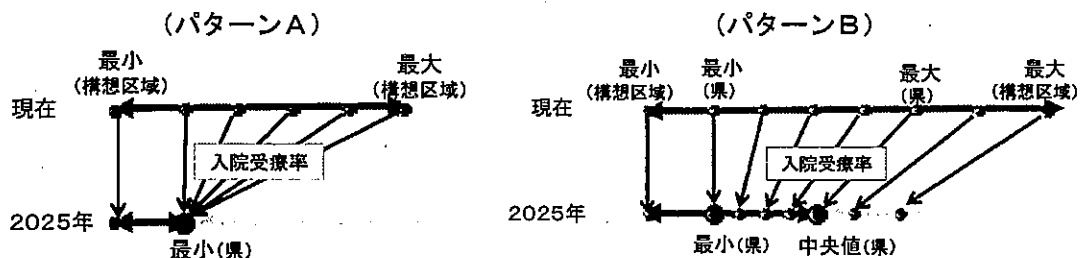 (パターンA)
最小
(構想区域)
最大
(構想区域)
現在
入院受療率
2025年
最小(県)
(パターンB)
最小
(構想区域)
最小
(県)
最大
(県)
最大
(構想区域)
現在
入院受療率
2025年
最小(県)
中央値(県)